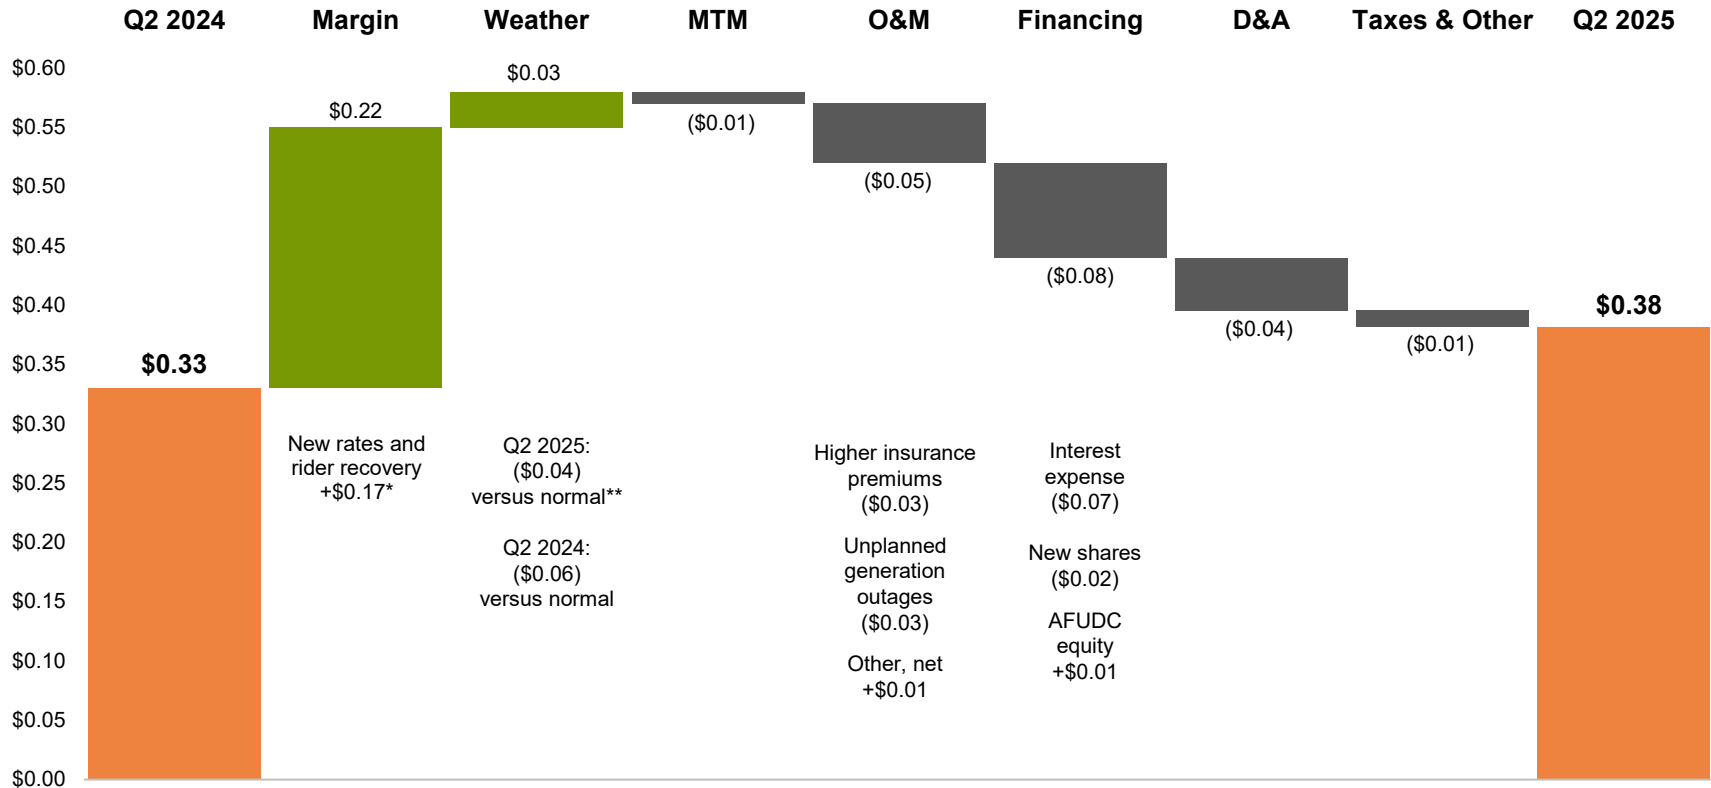 Q2 2024 Margin Weather MTM O&M Financing D&A Taxes & Other Q2 2025
$0.60
$0.55
$0.50
$0.45
$0.40
$0.35
$0.30
$0.25
$0.20
$0.15
$0.10
$0.05
$0.00
$0.33
$0.22
$0.03
($0.01)
($0.05)
($0.08)
($0.04)
($0.01)
$0.38
New rates and
rider recovery
+$0.17*
Q2 2025:
($0.04)
versus normal**
Q2 2024:
($0.06)
versus normal
Higher insurance
premiums
($0.03)
Unplanned
generation
outages
($0.03)
Other, net
+$0.01
Interest
expense
($0.07)
New shares
($0.02)
AFUDC
equity
+$0.01